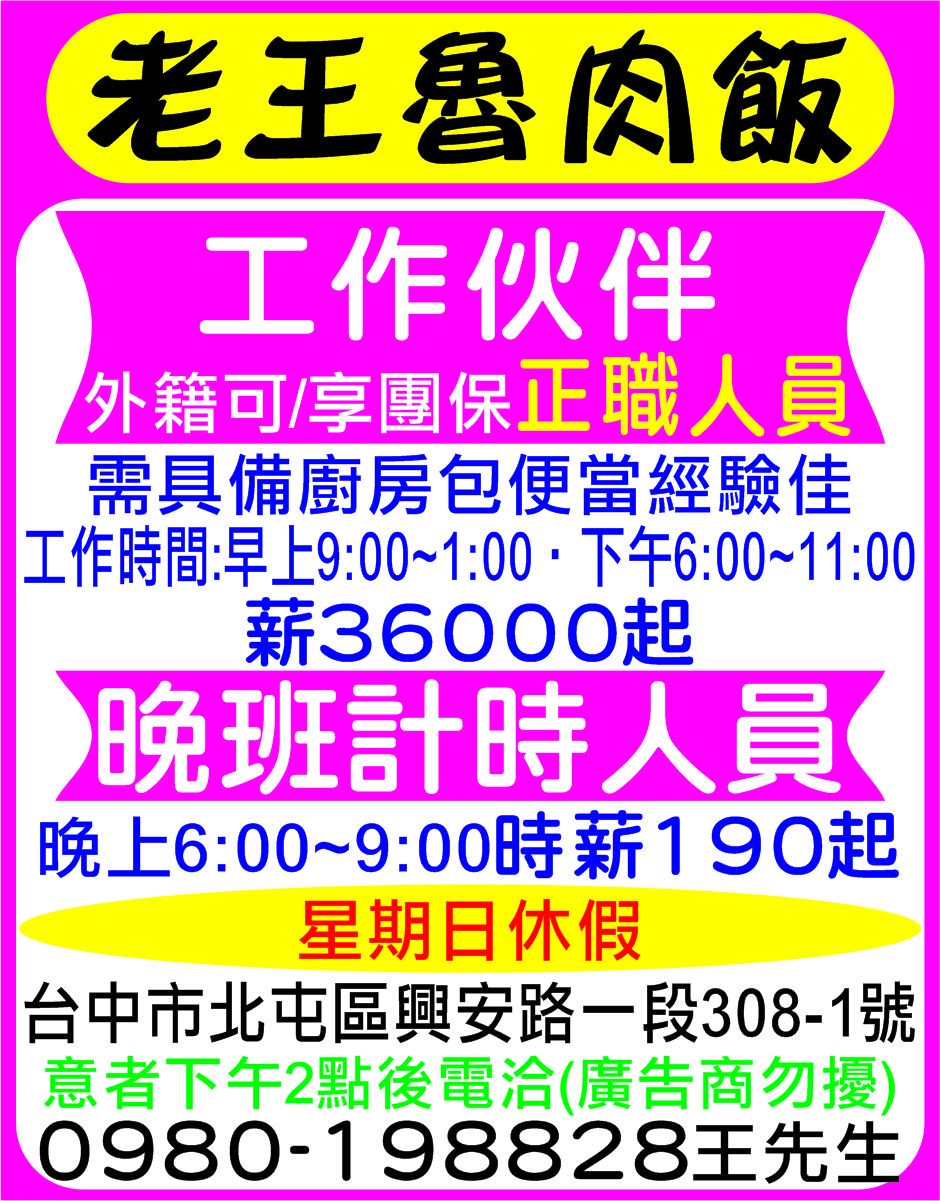 老王魯肉飯
工作伙伴
外籍可/享團保正職人員
需具備廚房包便當經驗佳
工作時間:早上9:00~1:00．下午6:00~11:00
薪36000起
晚班計時人員
晚上6:00~9:00時薪190起
星期日休假
台中市北屯區興安路一段308-1號
意者下午2點後電洽(廣告商勿擾)
0980-198828王先生